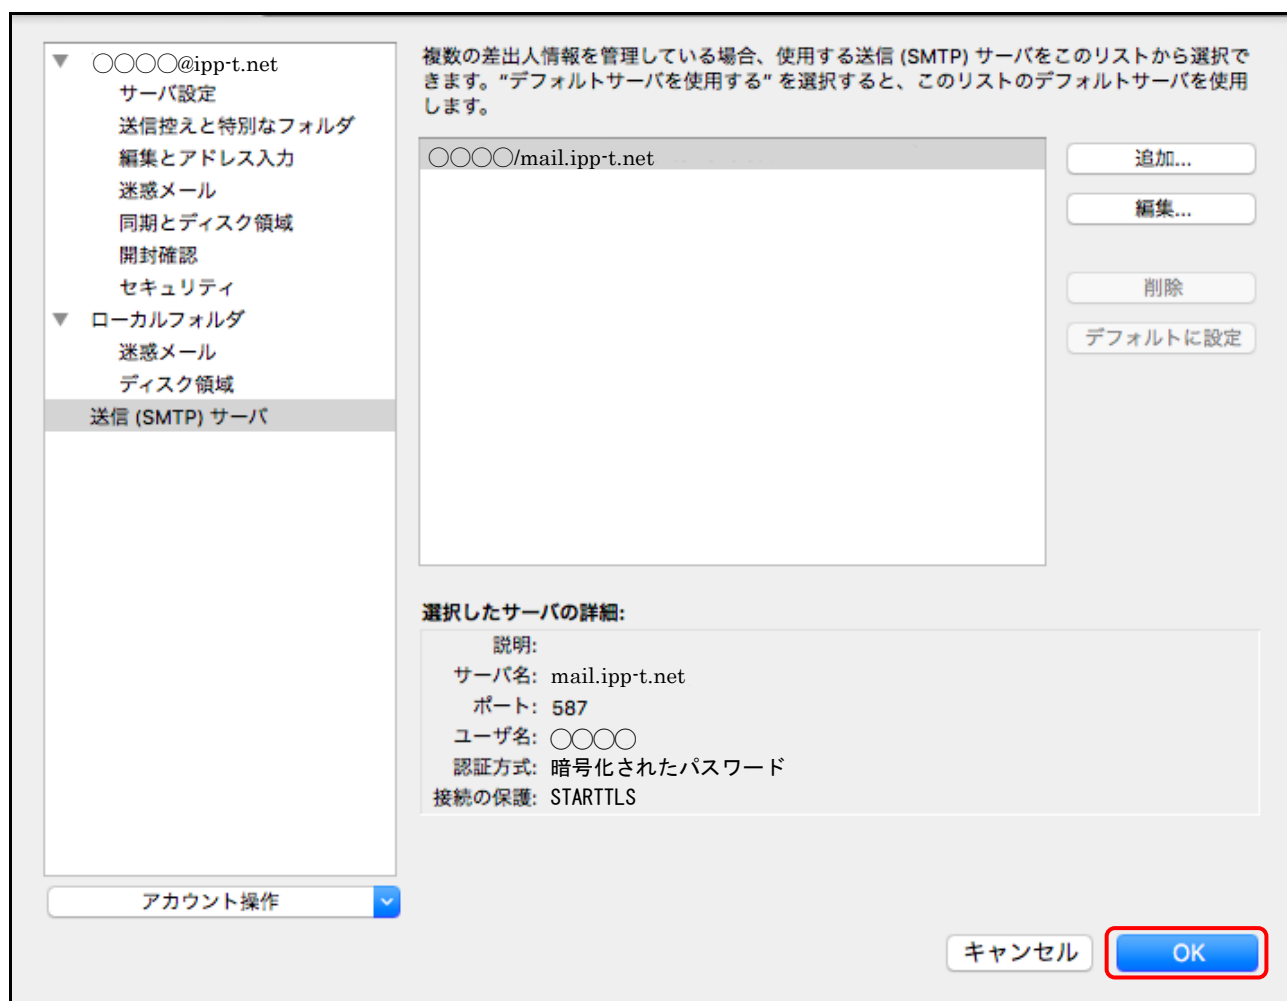 ◯◯◯◯@ipp-t.net
サーバ設定
送信控えと特別なフォルダ
編集とアドレス入力
迷惑メール
同期とディスク領域
開封確認
セキュリティ
ローカルフォルダ
迷惑メール
ディスク領域
送信 (SMTP) サーバ
アカウント操作
複数の差出人情報を管理している場合、使用する送信 (SMTP) サーバをこのリストから選択で
きます。“デフォルトサーバを使用する” を選択すると、このリストのデフォルトサーバを使用
します。
◯◯◯◯/mail.ipp-t.net
追加...
編集...
削除
デフォルトに設定
選択したサーバの詳細:
説明:
サーバ名: mail.ipp-t.net
ポート: 587
ユーザ名: ◯◯◯◯
認証方式: 暗号化されたパスワード
接続の保護: STARTTLS
キャンセル
OK